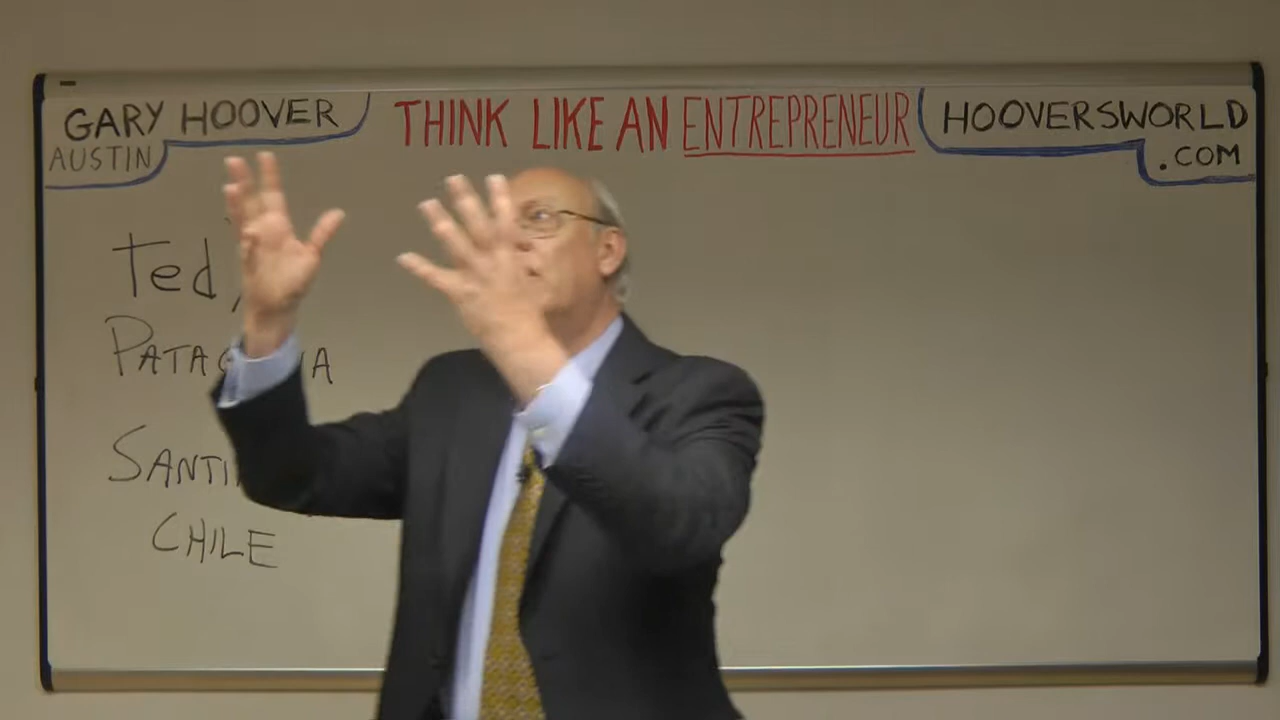 GARY HOOVER THINK LIKE AN ENTREPRENEUR HOOVERSWORLD
AUSTIN .COM
Ted,
CHILE